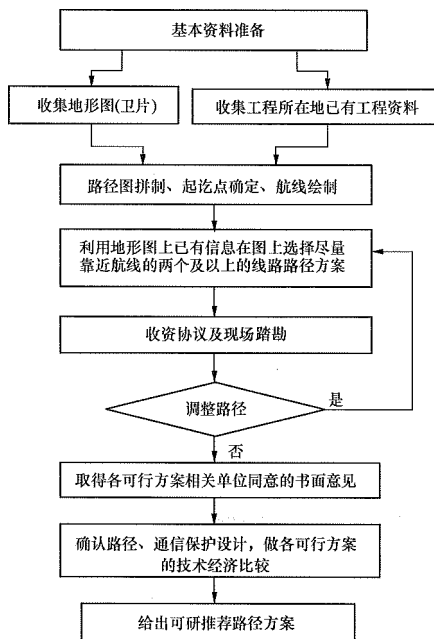 基本资料准备
收集地形图(卫片)
收集工程所在地已有工程资料
路径图拼制、起讫点确定、航线绘制
利用地形图上已有信息在图上选择尽量
靠近航线的两个及以上的线路路径方案
收资协议及现场踏勘
调整路径
是
否
取得各可行方案相关单位同意的书面意见
确认路径、通信保护设计，做各可行方案
的技术经济比较
给出可研推荐路径方案